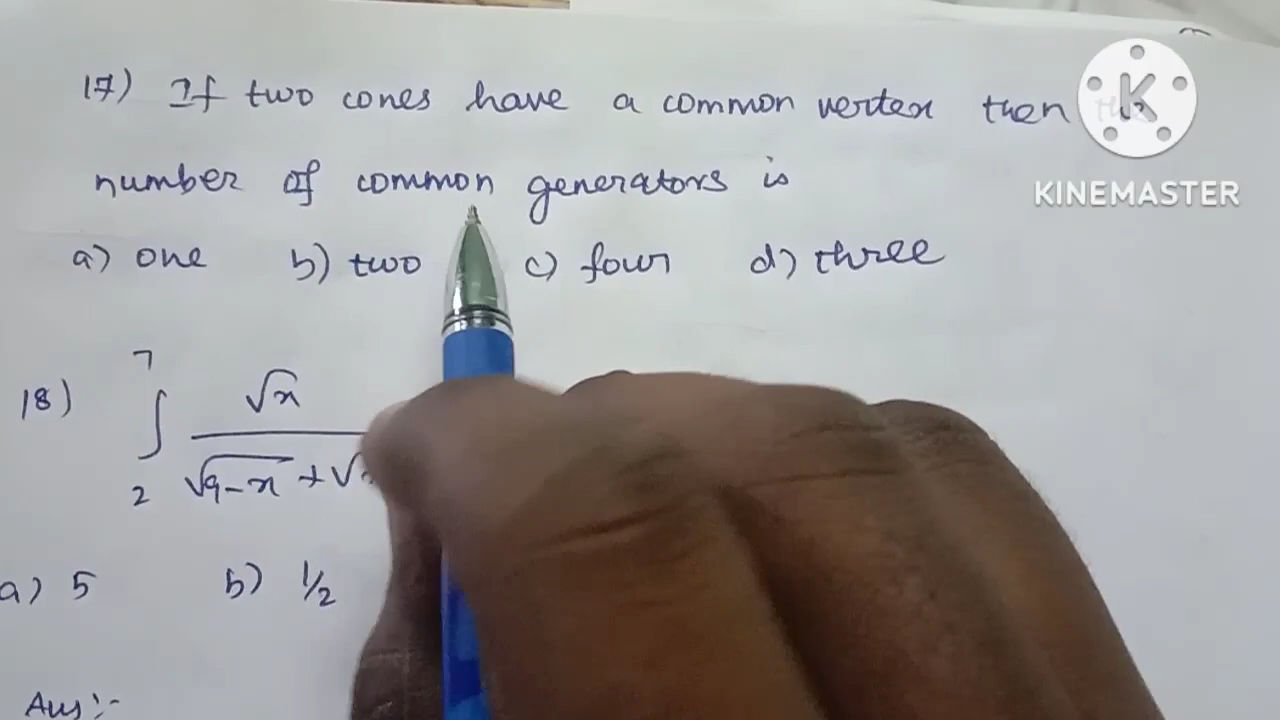 17) If two cones have a common vertex then the
number of common generators is
a) one b) two c) four d) three
18) ∫ 7 2 √x / √9-x + √
a) 5 b) 1/2
Ans:-
K
KINEMASTER